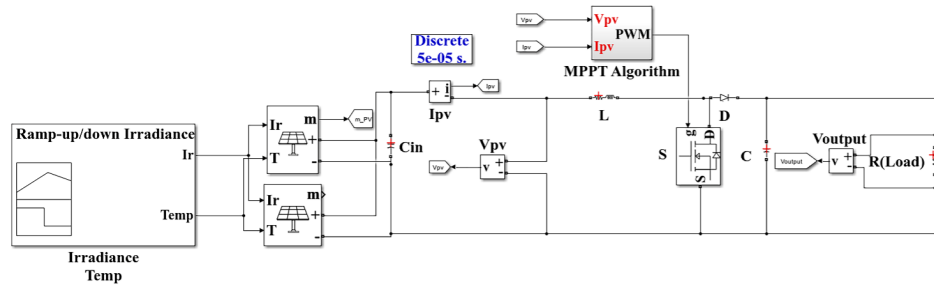 Vpv
Ipv
Vpv
Ipv
PWM
MPPT Algorithm
Discrete
5e-05 s.
+ i
-
Ipv
Ipv
Ramp-up/down Irradiance
Ir
Temp
Irradiance
Temp
Ir
T
m
+
-
m_PV
Ir
T
m
+
-
Cin
Vpv
Vpv
v
+
-
L
S
g
D
S
D
C
Voutput
Voutput
v
+
-
R(Load)